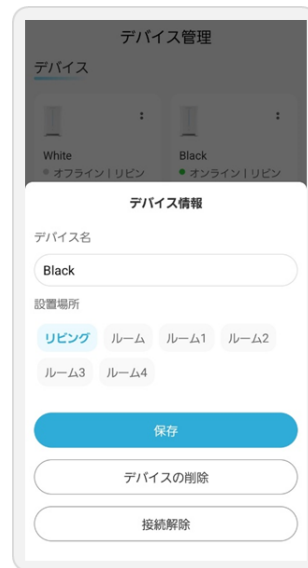 デバイス管理
デバイス
White
オフライン | リビン
Black
オンライン | リビン
デバイス情報
デバイス名
Black
設置場所
リビング ルーム ルーム1 ルーム2
ルーム3 ルーム4
保存
デバイスの削除
接続解除